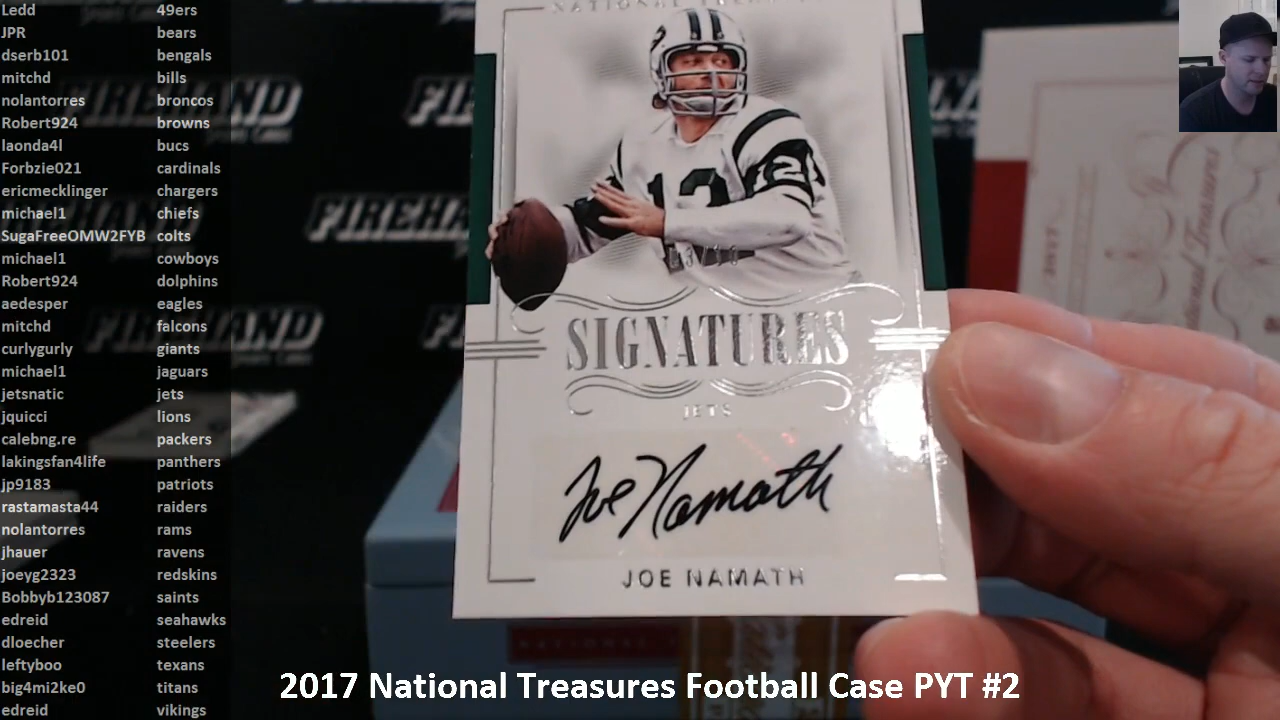 Ledd 49ers
JPR bears
dserb101 bengals
mitchd bills
nolantorres broncos
Robert924 browns
laonda4l bucs
Forbzie021 cardinals
ericmecklinger chargers
michael1 chiefs
SugaFreeOMW2FYB colts
michael1 cowboys
Robert924 dolphins
aedesper eagles
mitchd falcons
curlygurly giants
michael1 jaguars
jetsnatic jets
jquicci lions
calebng.re packers
lakingsfan4life panthers
jp9183 patriots
rastamasta44 raiders
nolantorres rams
jhauer ravens
joeyg2323 redskins
Bobbyb123087 saints
edreid seahawks
dloecher steelers
leftyboo texans
big4mi2ke0 titans
edreid vikings
FIREHAND
12
SIGNATURES
JETS
Joe Namath
JOE NAMATH
National Treasures
2017 National Treasures Football Case PYT #2